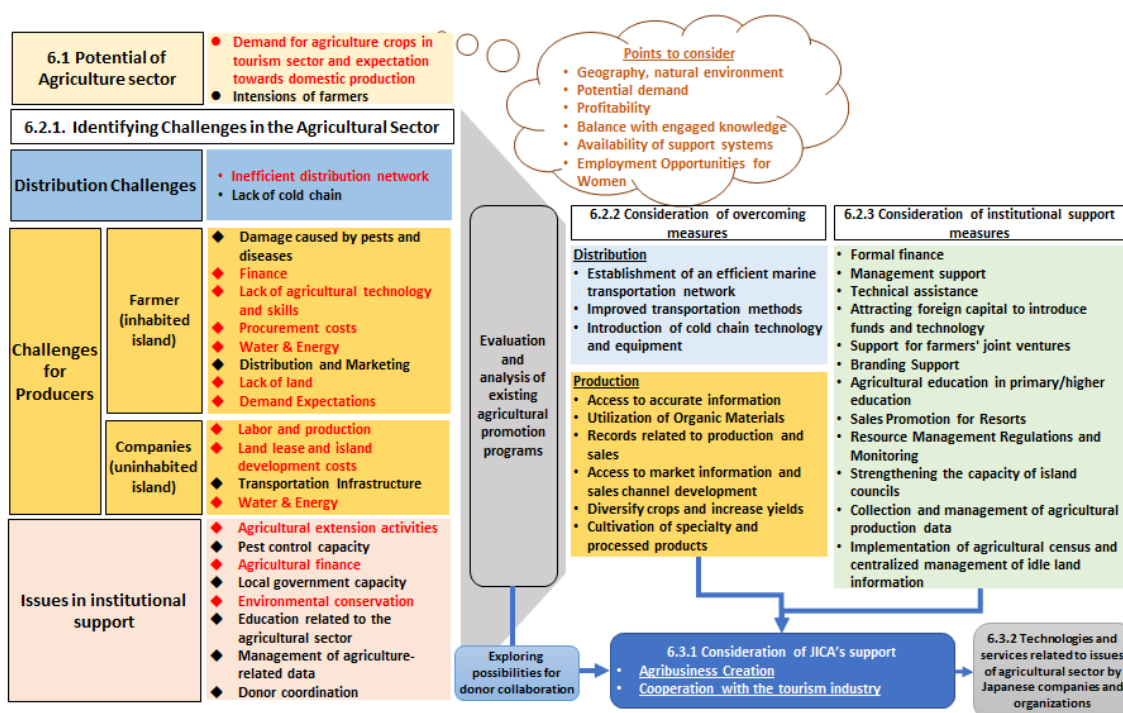 6.1 Potential of
Agriculture sector
● Demand for agriculture crops in
tourism sector and expectation
towards domestic production
● Intensions of farmers
Points to consider
• Geography, natural environment
• Potential demand
• Profitability
• Balance with engaged knowledge
• Availability of support systems
• Employment Opportunities for
Women
6.2.1. Identifying Challenges in the Agricultural Sector
Distribution Challenges
• Inefficient distribution network
• Lack of cold chain
Challenges
for
Producers
Farmer
(inhabited
island)
◆ Damage caused by pests and
diseases
◆ Finance
◆ Lack of agricultural technology
and skills
◆ Procurement costs
◆ Water & Energy
◆ Distribution and Marketing
◆ Lack of land
◆ Demand Expectations
Companies
(uninhabited
island)
◆ Labor and production
◆ Land lease and island
development costs
◆ Transportation Infrastructure
◆ Water & Energy
Issues in institutional
support
◆ Agricultural extension activities
◆ Pest control capacity
◆ Agricultural finance
◆ Local government capacity
◆ Environmental conservation
◆ Education related to the
agricultural sector
◆ Management of agriculture-
related data
◆ Donor coordination
Evaluation
and
analysis of
existing
agricultural
promotion
programs
6.2.2 Consideration of overcoming
measures
Distribution
• Establishment of an efficient marine
transportation network
• Improved transportation methods
• Introduction of cold chain technology
and equipment
Production
• Access to accurate information
• Utilization of Organic Materials
• Records related to production and
sales
• Access to market information and
sales channel development
• Diversify crops and increase yields
• Cultivation of specialty and
processed products
6.2.3 Consideration of institutional support
measures
• Formal finance
• Management support
• Technical assistance
• Attracting foreign capital to introduce
funds and technology
• Support for farmers' joint ventures
• Branding Support
• Agricultural education in primary/higher
education
• Sales Promotion for Resorts
• Resource Management Regulations and
Monitoring
• Strengthening the capacity of island
councils
• Collection and management of agricultural
production data
• Implementation of agricultural census and
centralized management of idle land
information
Exploring
possibilities for
donor collaboration
6.3.1 Consideration of JICA's support
• Agribusiness Creation
• Cooperation with the tourism industry
6.3.2 Technologies and
services related to issues
of agricultural sector by
Japanese companies and
organizations